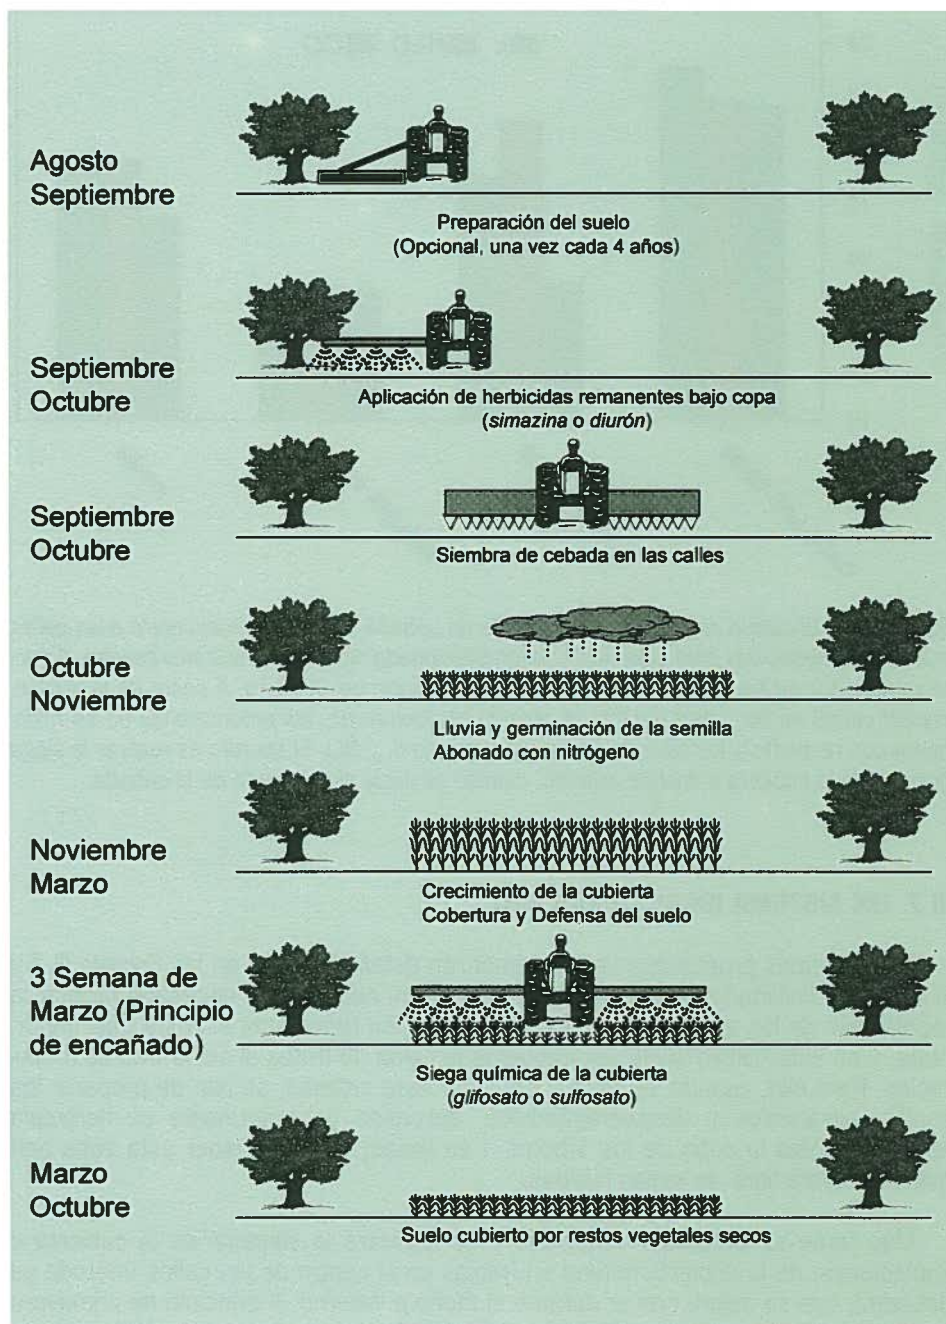 Agosto
Septiembre
Preparación del suelo
(Opcional, una vez cada 4 años)
Septiembre
Octubre
Aplicación de herbicidas remanentes bajo copa
(simazina o diurón)
Septiembre
Octubre
Siembra de cebada en las calles
Octubre
Noviembre
Lluvia y germinación de la semilla
Abonado con nitrógeno
Noviembre
Marzo
Crecimiento de la cubierta
Cobertura y Defensa del suelo
3 Semana de
Marzo (Principio
de encañado)
Siega química de la cubierta
(glifosato o sulfosato)
Marzo
Octubre
Suelo cubierto por restos vegetales secos